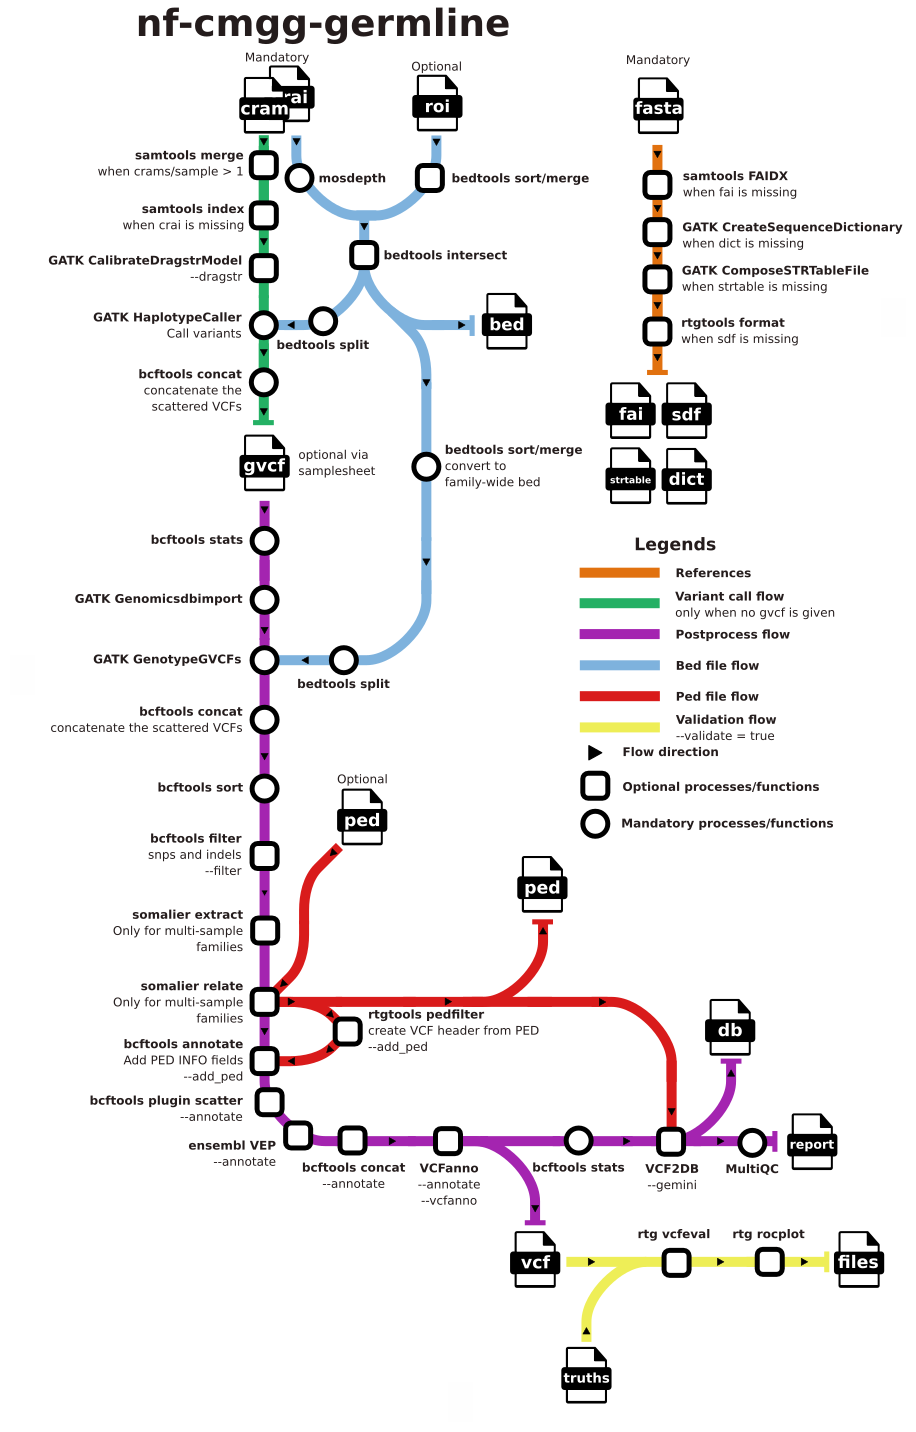 nf-cmgg-germline
Mandatory
Optional
Mandatory
cram
rai
roi
fasta
samtools merge
when crams/sample > 1
mosdepth
bedtools sort/merge
samtools FAIDX
when fai is missing
samtools index
when crai is missing
GATK CreateSequenceDictionary
when dict is missing
GATK CalibrateDragstrModel
--dragstr
bedtools intersect
GATK ComposeSTRTableFile
when strtable is missing
GATK HaplotypeCaller
Call variants
bedtools split
bed
rtgtools format
when sdf is missing
bcftools concat
concatenate the
scattered VCFs
fai
sdf
strtable
dict
gvcf
optional via
samplesheet
bedtools sort/merge
convert to
family-wide bed
bcftools stats
GATK Genomicsdbimport
GATK GenotypeGVCFs
bedtools split
bcftools concat
concatenate the scattered VCFs
bcftools sort
Legends
References
Variant call flow
only when no gvcf is given
Postprocess flow
Bed file flow
Ped file flow
Validation flow
--validate = true
Flow direction
Optional processes/functions
Mandatory processes/functions
Optional
ped
bcftools filter
snps and indels
--filter
ped
somalier extract
Only for multi-sample
families
somalier relate
Only for multi-sample
families
rtgtools pedfilter
create VCF header from PED
--add_ped
db
bcftools annotate
Add PED INFO fields
--add_ped
bcftools plugin scatter
--annotate
ensembl VEP
--annotate
bcftools concat
--annotate
VCFanno
--annotate
--vcfanno
bcftools stats
VCF2DB
--gemini
MultiQC
report
vcf
rtg vcfeval
rtg rocplot
files
truths